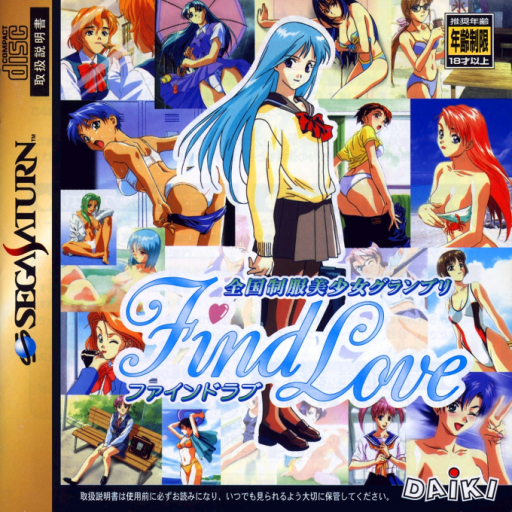 COMPACT
DISC
取扱説明書
SEGA SATURN™
推奨年齢
年齢制限
18才以上
全国制服美少女グランプリ
Find Love
ファインドラブ
DAIKI
取扱説明書は使用前に必ずお読みになり、いつでも見られるよう大切に保管してください。